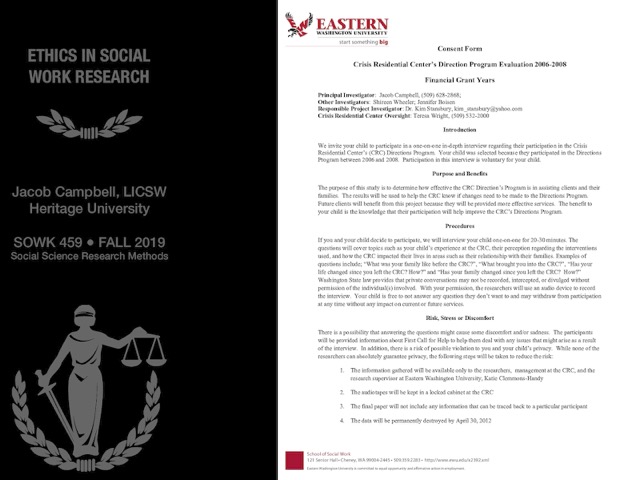 ETHICS IN SOCIAL
WORK RESEARCH
Jacob Campbell, LICSW
Heritage University
SOWK 459 • FALL 2019
Social Science Research Methods
EASTERN
WASHINGTON UNIVERSITY
start something big
Consent Form
Crisis Residential Center's Direction Program Evaluation 2006-2008
Financial Grant Years
Principal Investigator: Jacob Campbell, (509) 628-2868;
Other Investigators: Shireen Wheeler; Jennifer
Responsible Project Investigator: Dr. Kim Stansbury, kim_stansbury@yahoo.com
Crisis Residential Center Oversight: Teresa Wright, (509) 532-2000
Introduction
We invite your child to participate in a one-on-one in-depth interview regarding their participation in the Crisis
Residential Center's (CRC) Directions Program. Your child was selected because they participated in the Directions
Program between 2006 and 2008. Participation in this interview is voluntary for your child.
Purpose and Benefits
The purpose of this study is to determine how effective the CRC Direction's Program is in assisting clients and their
families. The results will be used to help the CRC know if changes need to be made to the Directions Program.
Future clients will benefit from this project because they will be provided more effective services. The benefit to
your child is the knowledge that their participation will help improve the CRC's Directions Program.
Procedures
If you and your child decide to participate, we will interview your child one-on-one for 20-30 minutes. The
questions will cover topics such as your child's experience at the CRC, their perception regarding the interventions
used, and how the CRC impacted their lives in areas such as their relationship with their families. Examples of
questions include; "What was your family like before the CRC?", "What brought you into the CRC?", "Has your
life changed since you left the CRC? How?" and "Has your family changed since you left the CRC? How?"
Washington State law provides that private conversations may not be recorded, intercepted, or divulged without
permission of the individual(s) involved. With your permission, the researchers will use an audio device to record
the interview. Your child is free to not answer any question they don't want to and may withdraw from participation
at any time without any impact on current or future services.
Risk, Stress or Discomfort
There is a possibility that answering the questions might cause some discomfort and/or sadness. The participants
will be provided information about First Call for Help to help them deal with any issues that might arise as a result
of the interview. In addition, there is a risk of possible violation to you and your child's privacy. While none of the
researchers can absolutely guarantee privacy, the following steps will be taken to reduce the risk:
1. The information gathered will be available only to the researchers, management at the CRC, and the
research supervisor at Eastern Washington University; Katie Clemmons-Handy
2. The audiotapes will be kept in a locked cabinet at the CRC
3. The final paper will not include any information that can be traced back to a particular participant
4. The data will be permanently destroyed by April 30, 2012
School of Social Work
Eastern Washington University is committed to equal opportunity and affirmative action in employment.